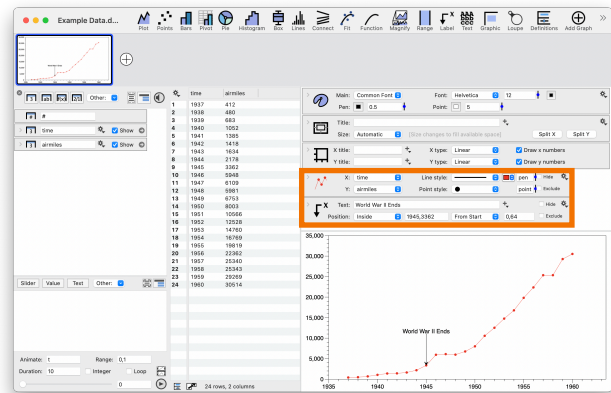 Example Data.d...
Plot Points Bars Pivot Pie Histogram Box Lines Connect Fit Function Magnify Range Label Text Graphic Loupe Definitions Add Graph
Other:
#
time Show
airmiles Show
Slider Value Text Other:
Animate: 1 Range: 0,1
Duration: 10 Integer Loop
0
time airmiles
1 1937 412
2 1938 480
3 1939 683
4 1940 1052
5 1941 1385
6 1942 1418
7 1943 1634
8 1944 2178
9 1945 3362
10 1946 5948
11 1947 6109
12 1948 5981
13 1949 6753
14 1950 8003
15 1951 10566
16 1952 12528
17 1953 14760
18 1954 16769
19 1955 19819
20 1956 22362
21 1957 25340
22 1958 25343
23 1959 29269
24 1960 30514
24 rows, 2 columns
Main: Common Font Font: Helvetica 12
Pen: 0.5 Point: 5
Title:
Size: Automatic (Size changes to fill available space) Split X Split Y
X title: X type: Linear Draw x numbers
Y title: Y type: Linear Draw y numbers
X: time Line style: pen Hide
Y: airmiles Point style: point Exclude
X Text: World War II Ends Hide
Position: Inside 1945,3362 From Start 0,64 Exclude
35,000
30,000
25,000
20,000
15,000
10,000
5,000
0
World War II Ends
1935 1940 1945 1950 1955 1960